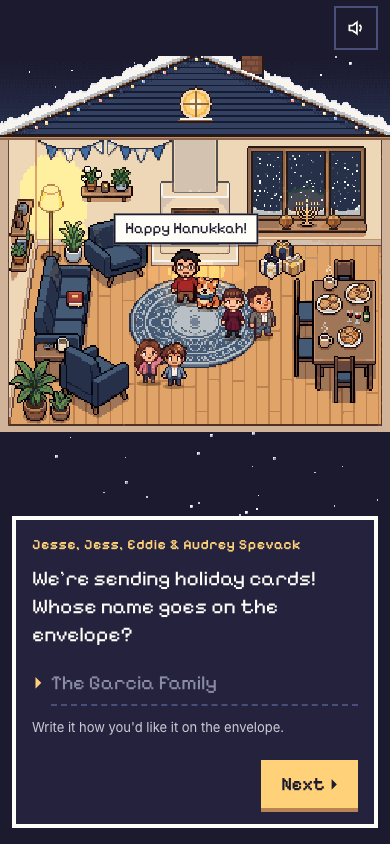 Happy Hanukkah!
Jesse, Jess, Eddie & Audrey Spevack
We're sending holiday cards!
Whose name goes on the
envelope?
The Garcia Family
Write it how you'd like it on the envelope.
Next